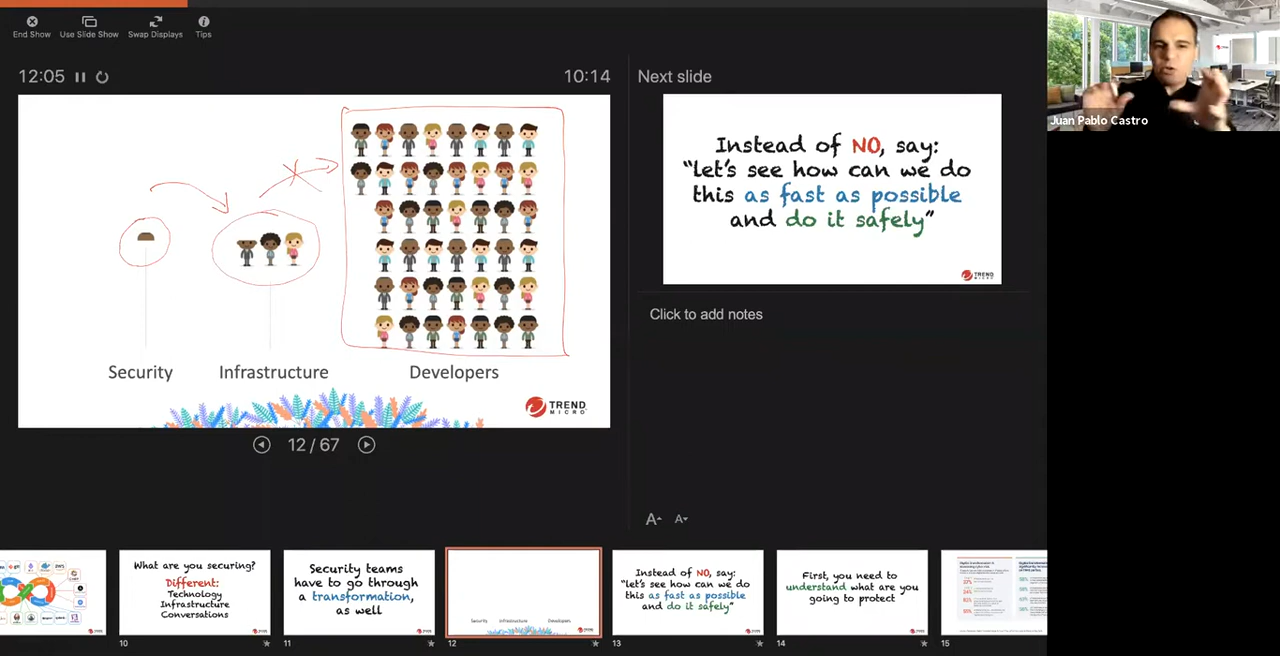 End Show
Use Slide Show
Swap Displays
Tips
12:05
10:14
Next slide
Security
Infrastructure
Developers
TREND
MICRO
12 / 67
Instead of NO, say:
“let’s see how can we do
this as fast as possible
and do it safely”
TREND
MICRO
Click to add notes
A
A
Juan Pablo Castro
What are you securing?
Different:
Technology
Infrastructure
Conversations
10
Security teams
have to go through
a transformation,
as well
11
Security
Infrastructure
Developers
12
Instead of NO, say:
“let’s see how can we do
this as fast as possible
and do it safely”
13
First, you need to
understand what are you
going to protect
14
15